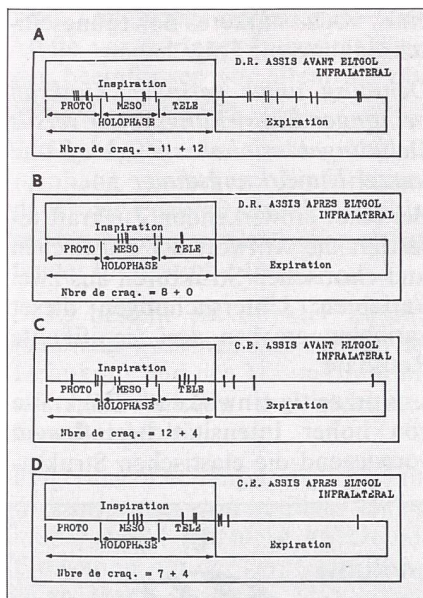 A
D.R. ASSIS AVANT ELTGOL
INFRALATERAL
Inspiration
PROTO MESO TELE
HOLOPHASE
Expiration
Nbre de craq. = 11 + 12
B
D.R. ASSIS APRES ELTGOL
INFRALATERAL
Inspiration
PROTO MESO TELE
HOLOPHASE
Expiration
Nbre de craq. = 8 + 0
C
C.E. ASSIS AVANT ELTGOL
INFRALATERAL
Inspiration
PROTO MESO TELE
HOLOPHASE
Expiration
Nbre de craq. = 12 + 4
D
C.E. ASSIS APRES ELTGOL
INFRALATERAL
Inspiration
PROTO MESO TELE
HOLOPHASE
Expiration
Nbre de craq. = 7 + 4